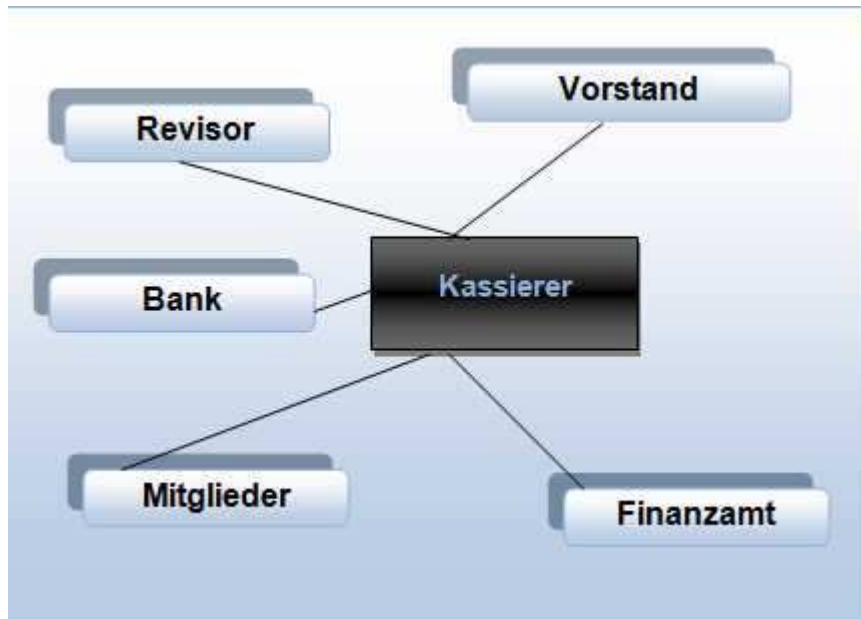 Vorstand
Revisor
Kassierer
Bank
Mitglieder
Finanzamt